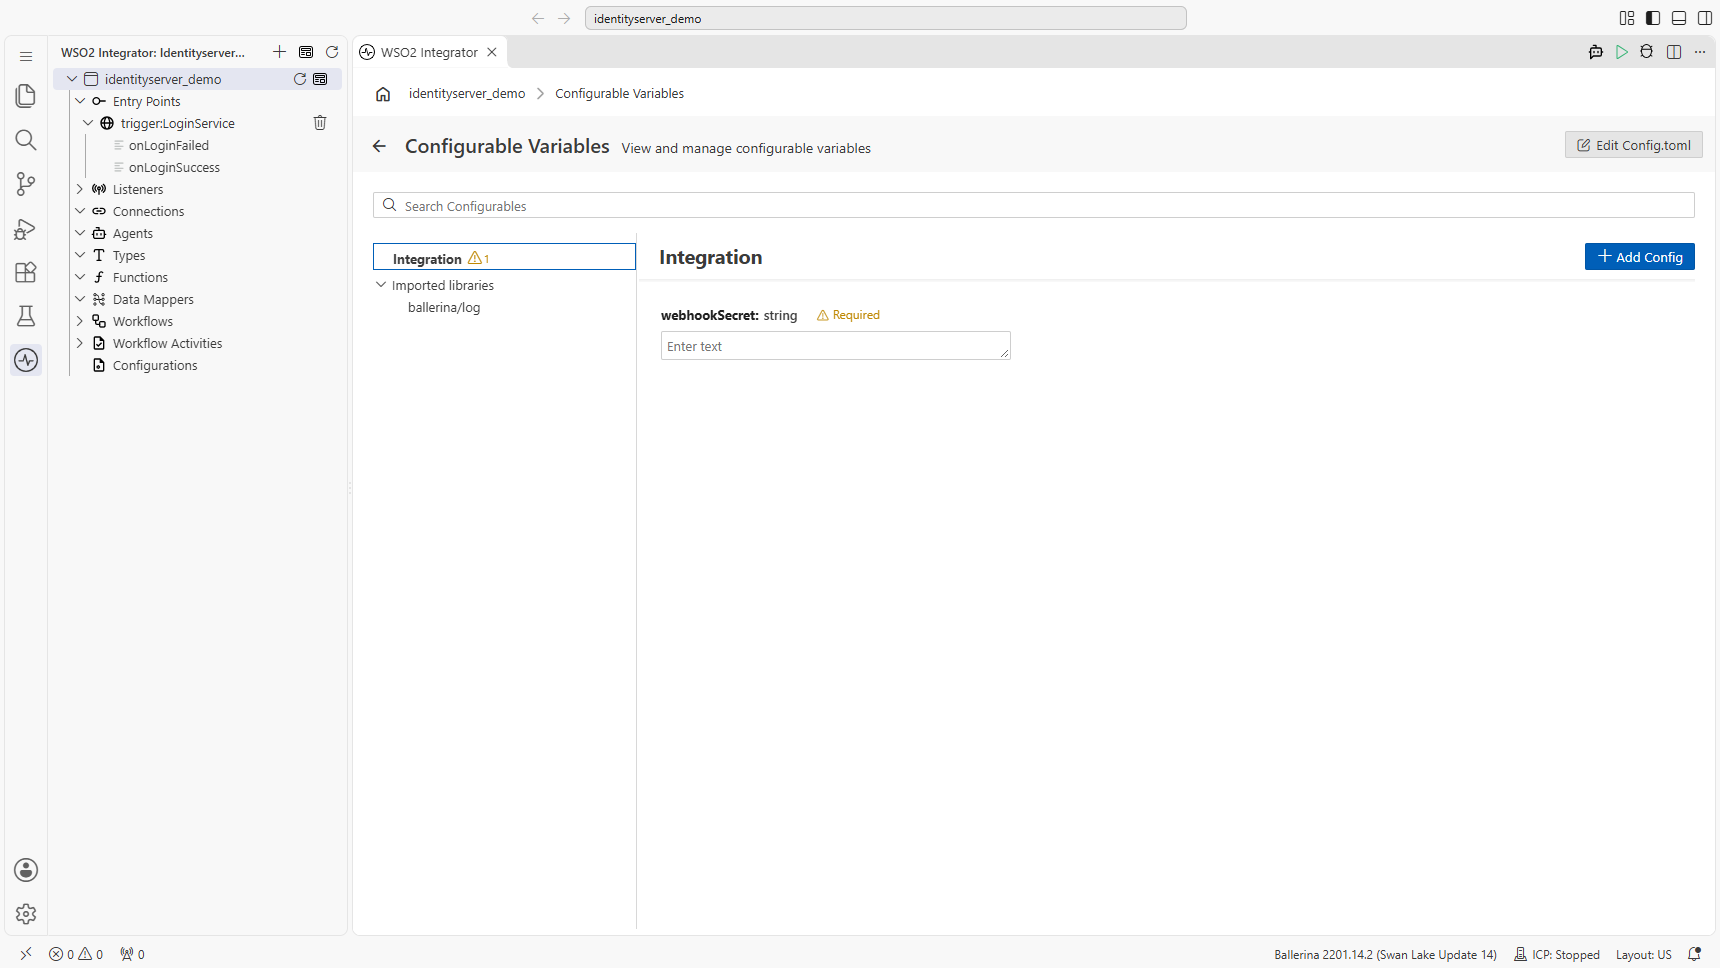 identityserver_demo
WSO2 Integrator: Identityserver...
identityserver_demo
Entry Points
trigger:LoginService
onLoginFailed
onLoginSuccess
Listeners
Connections
Agents
Types
Functions
Data Mappers
Workflows
Workflow Activities
Configurations
WSO2 Integrator
identityserver_demo
Configurable Variables
Configurable Variables View and manage configurable variables
Edit Config.toml
Search Configurables
Integration 1
Imported libraries
ballerina/log
Integration
Add Config
webhookSecret: string Required
Enter text
0 0 0
Ballerina 2201.14.2 (Swan Lake Update 14) ICP: Stopped Layout: US